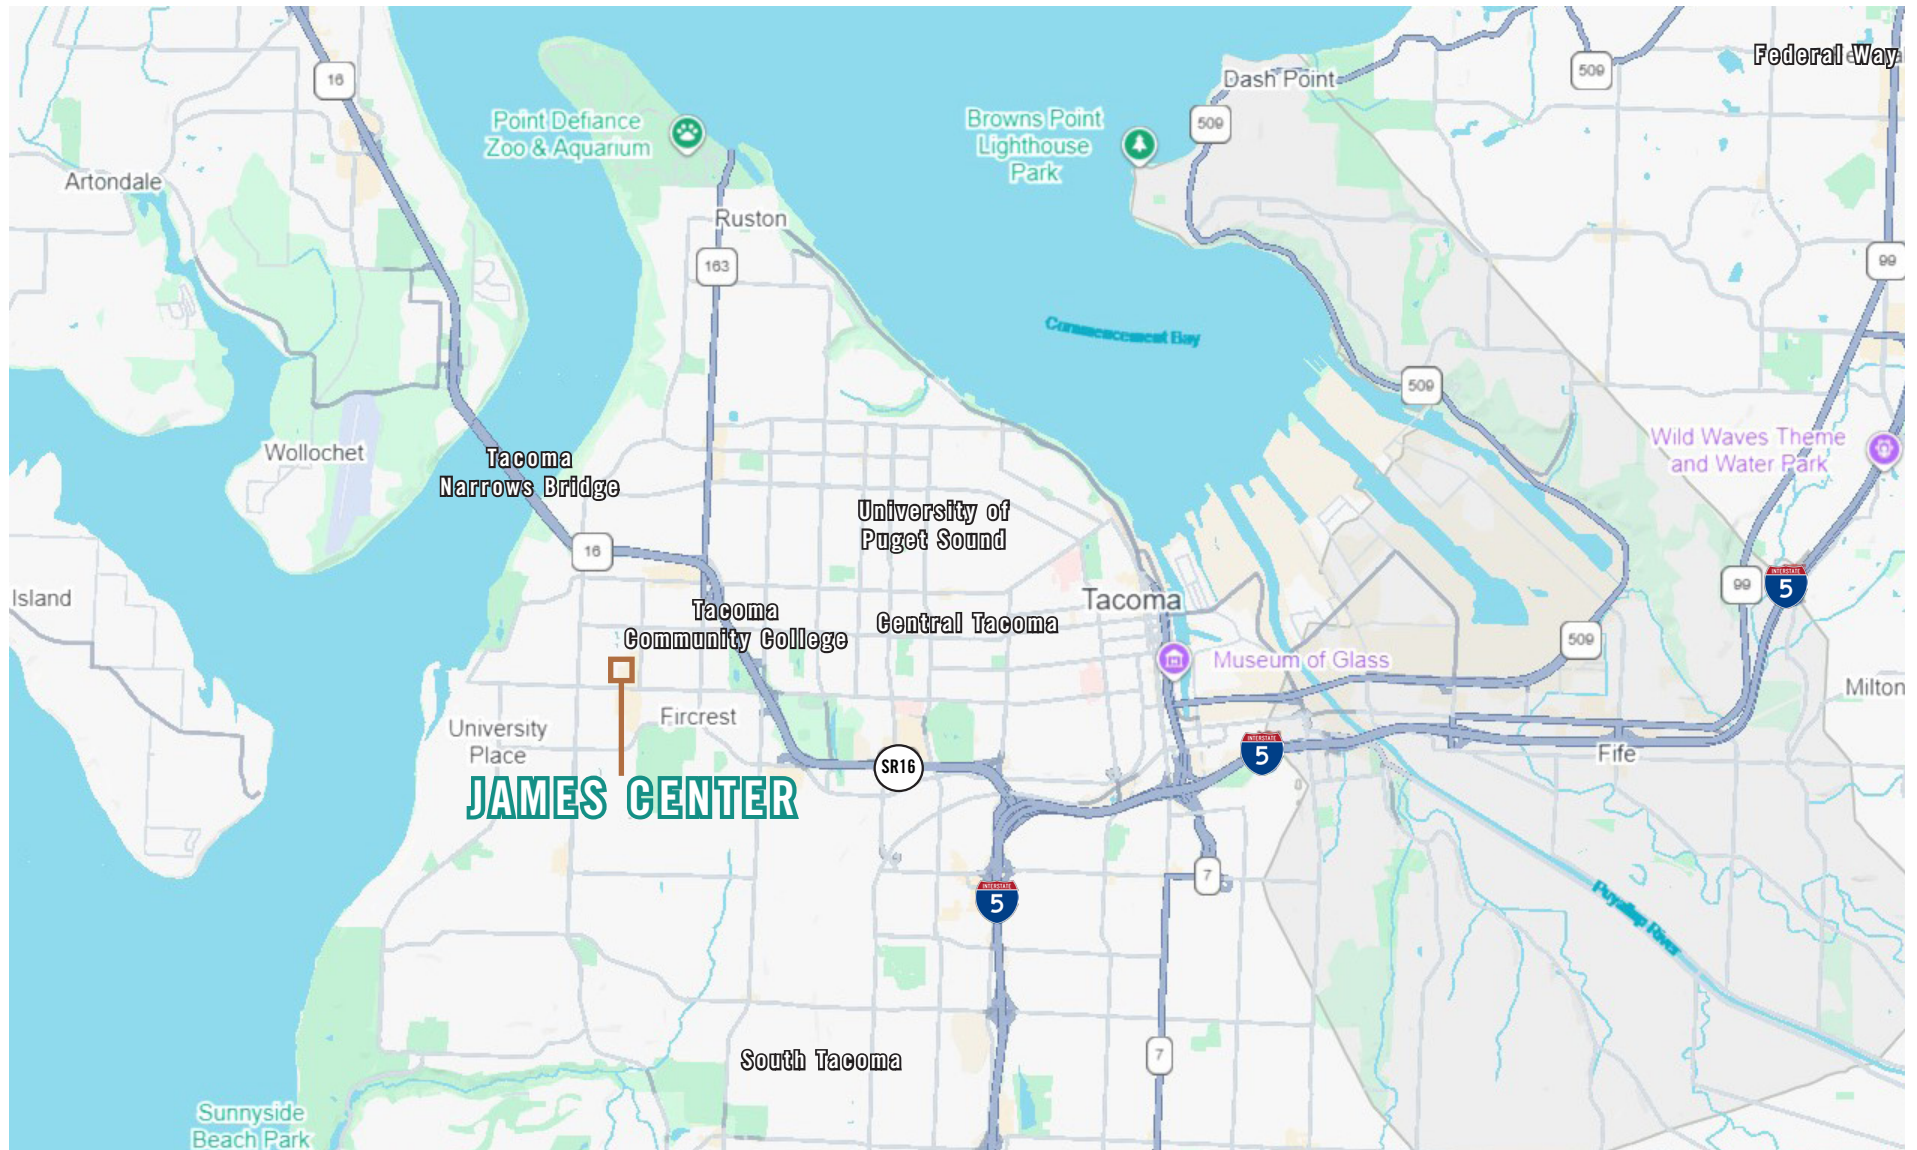 Federal Way
509
16
Dash Point
Point Defiance
Zoo & Aquarium
Browns Point
Lighthouse
Park
509
Artondale
Ruston
163
99
Commencement Bay
509
Wild Waves Theme
and Water Park
Wollochet
Tacoma
Narrows Bridge
University of
Puget Sound
16
99
INTERSTATE
5
Island
Tacoma
Community College
Central Tacoma
Tacoma
509
Museum of Glass
Milton
Fircrest
University
Place
INTERSTATE
5
Fife
SR16
JAMES CENTER
7
INTERSTATE
5
Puyallup River
7
South Tacoma
Sunnyside
Beach Park